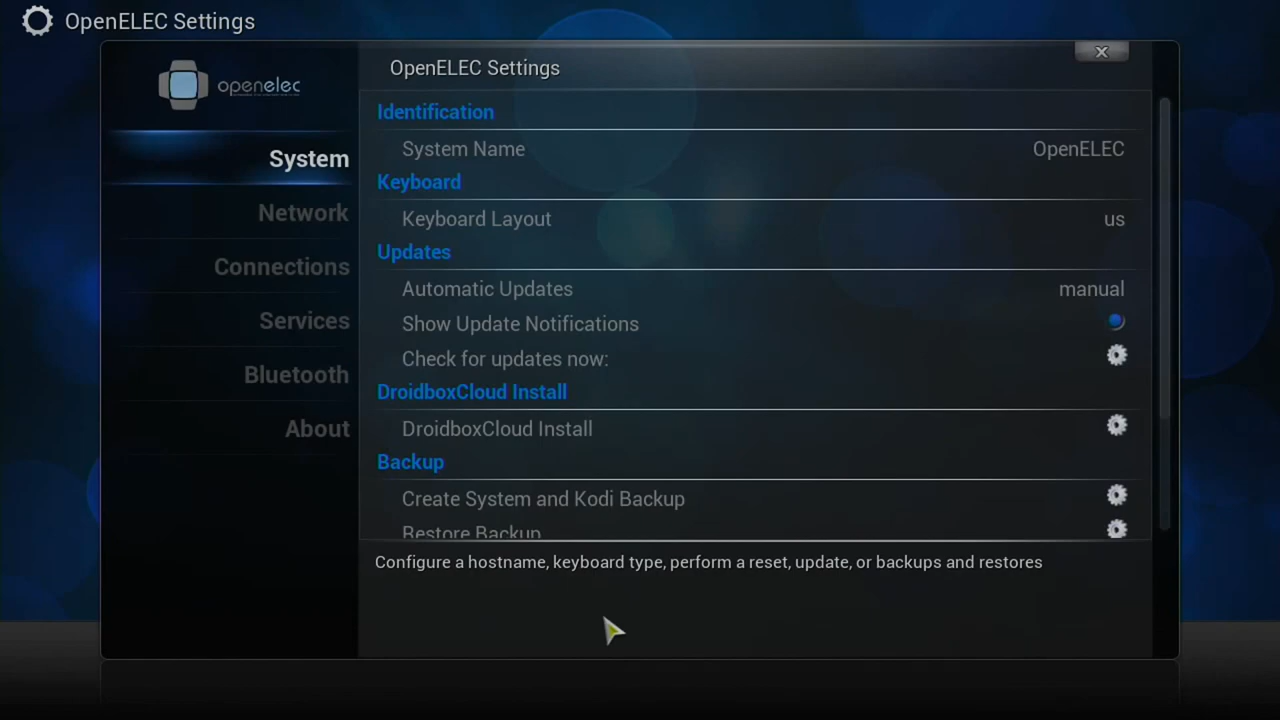 OpenELEC Settings
openelec
OpenELEC Settings
System
Network
Connections
Services
Bluetooth
About
Identification
System Name OpenELEC
Keyboard
Keyboard Layout us
Updates
Automatic Updates manual
Show Update Notifications
Check for updates now:
DroidboxCloud Install
DroidboxCloud Install
Backup
Create System and Kodi Backup
Restore Backup
Configure a hostname, keyboard type, perform a reset, update, or backups and restores